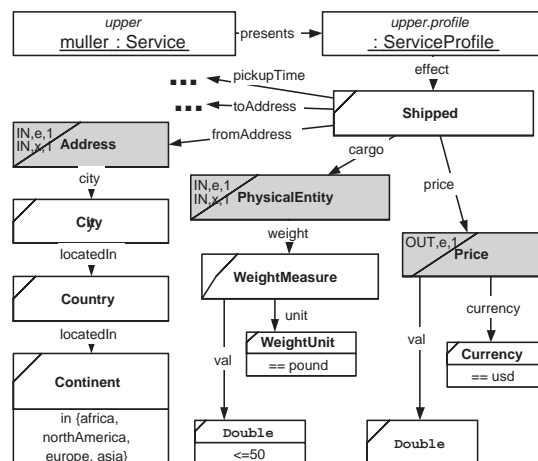 upper
muller : Service
presents
upper.profile
: ServiceProfile
effect
... pickupTime
... toAddress
fromAddress
Shipped
IN,e,1
IN,x,1
Address
cargo
price
city
IN,e,1
IN,x,1
PhysicalEntity
City
weight
OUT,e,1
Price
locatedIn
WeightMeasure
Country
unit
currency
locatedIn
val
WeightUnit
== pound
val
Currency
== usd
Continent
in {africa,
northAmerica,
europe, asia}
Double
<=50
Double